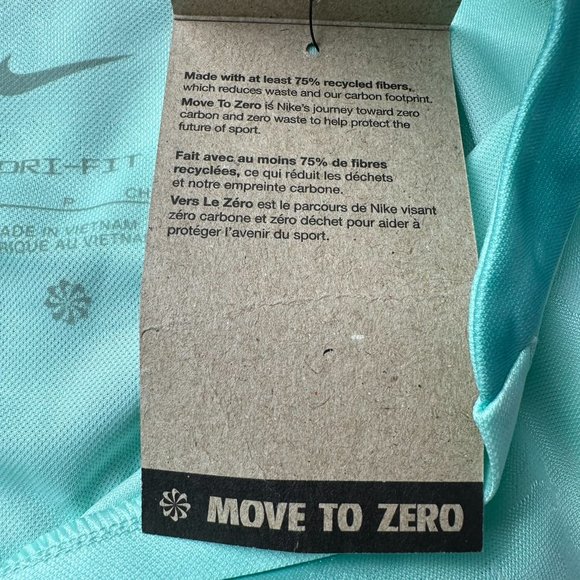 Made with at least 75% recycled fibers,
which reduces waste and our carbon footprint.
Move To Zero is Nike's journey toward zero
carbon and zero waste to help protect the
future of sport.
Fait avec au moins 75% de fibres
recyclées, ce qui réduit les déchets
et notre empreinte carbone.
Vers Le Zéro est le parcours de Nike visant
zéro carbone et zéro déchet pour aider à
protéger l'avenir du sport.
MOVE TO ZERO
DRI-FIT
P CH
MADE IN VIETNAM
VIETNA